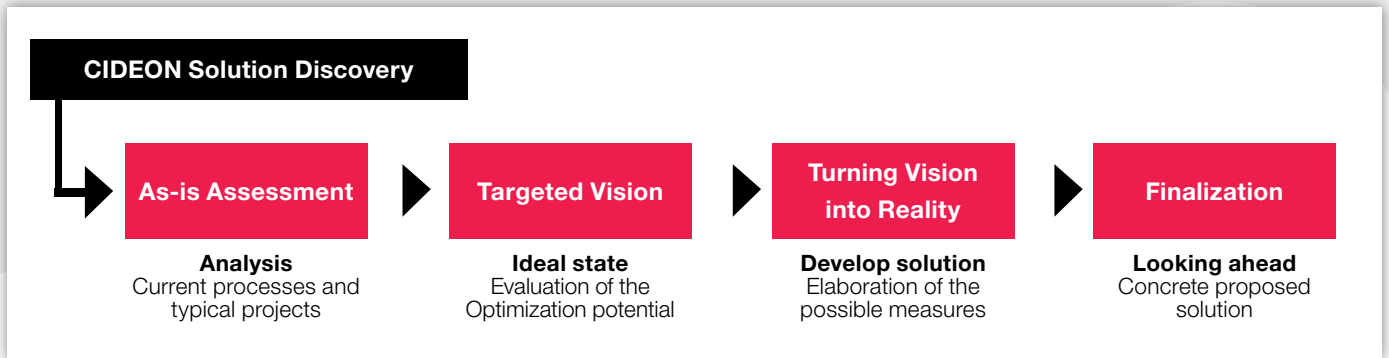 CIDEON Solution Discovery
As-is Assessment
Analysis
Current processes and
typical projects
Targeted Vision
Ideal state
Evaluation of the
Optimization potential
Turning Vision
into Reality
Develop solution
Elaboration of the
possible measures
Finalization
Looking ahead
Concrete proposed
solution